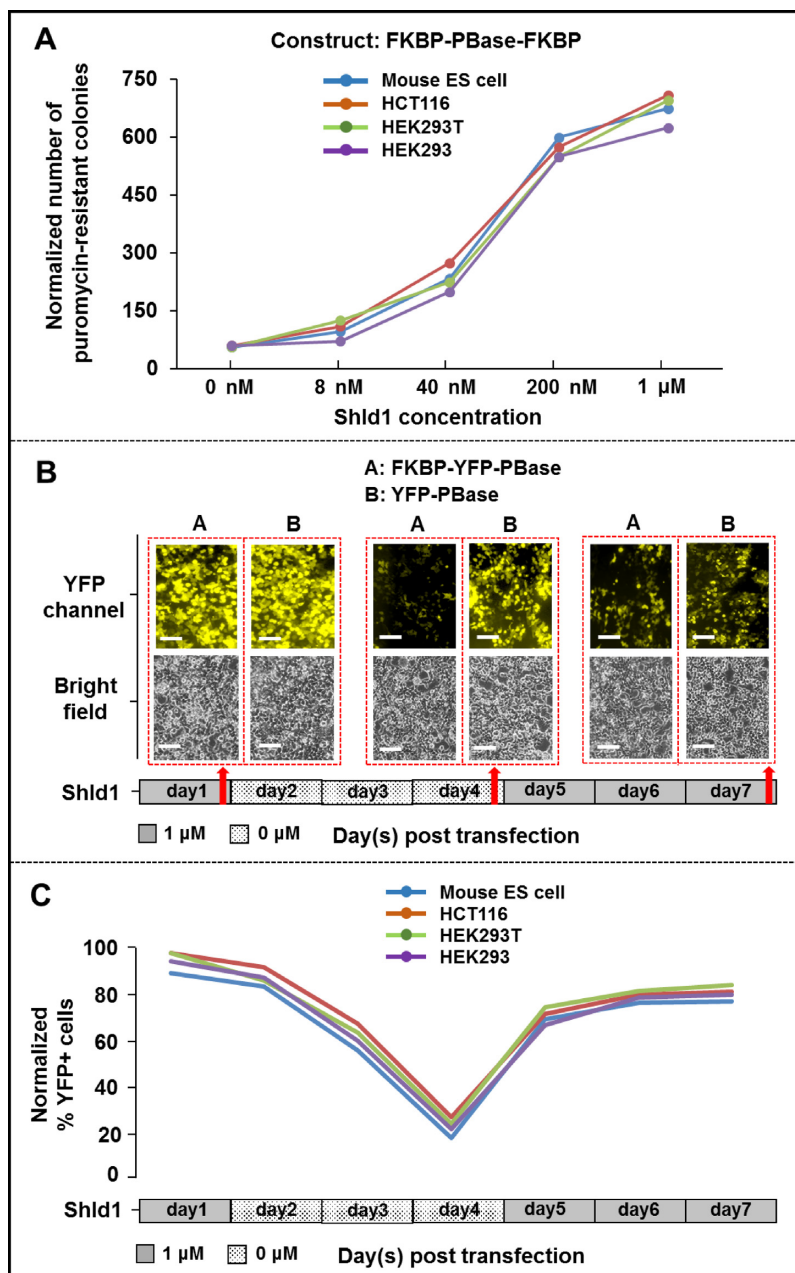 A
Construct: FKBP-PBase-FKBP
Normalized number of
puromycin-resistant colonies
750
600
450
300
150
0
Mouse ES cell
HCT116
HEK293T
HEK293
0 nM 8 nM 40 nM 200 nM 1 µM
Shld1 concentration
B
A: FKBP-YFP-PBase
B: YFP-PBase
A B A B A B
YFP
channel
Bright
field
Shld1 day1 day2 day3 day4 day5 day6 day7
1 µM 0 µM Day(s) post transfection
C
Mouse ES cell
HCT116
HEK293T
HEK293
Normalized
% YFP+ cells
100
80
60
40
20
0
Shld1 day1 day2 day3 day4 day5 day6 day7
1 µM 0 µM Day(s) post transfection